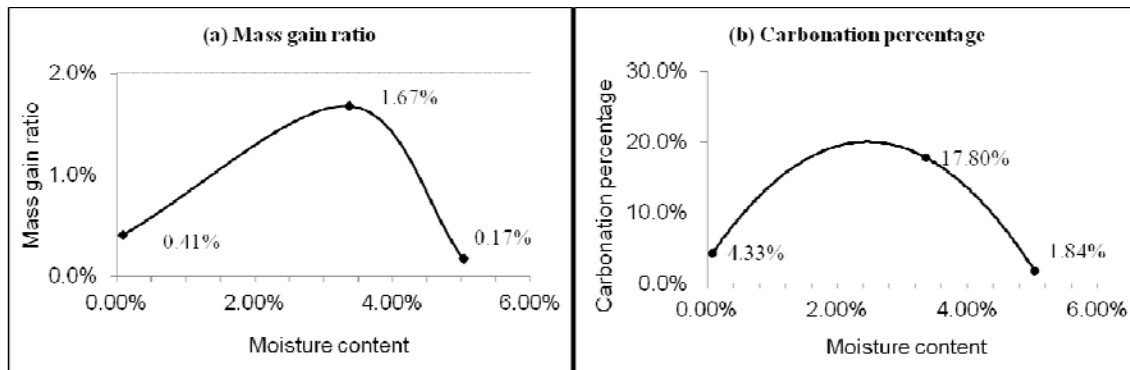 (a) Mass gain ratio
2.0%
1.67%
Mass gain ratio
1.0%
0.41%
0.17%
0.0%
0.00% 2.00% 4.00% 6.00%
Moisture content
(b) Carbonation percentage
30.0%
Carbonation percentage
20.0%
17.80%
10.0%
4.33%
1.84%
0.0%
0.00% 2.00% 4.00% 6.00%
Moisture content